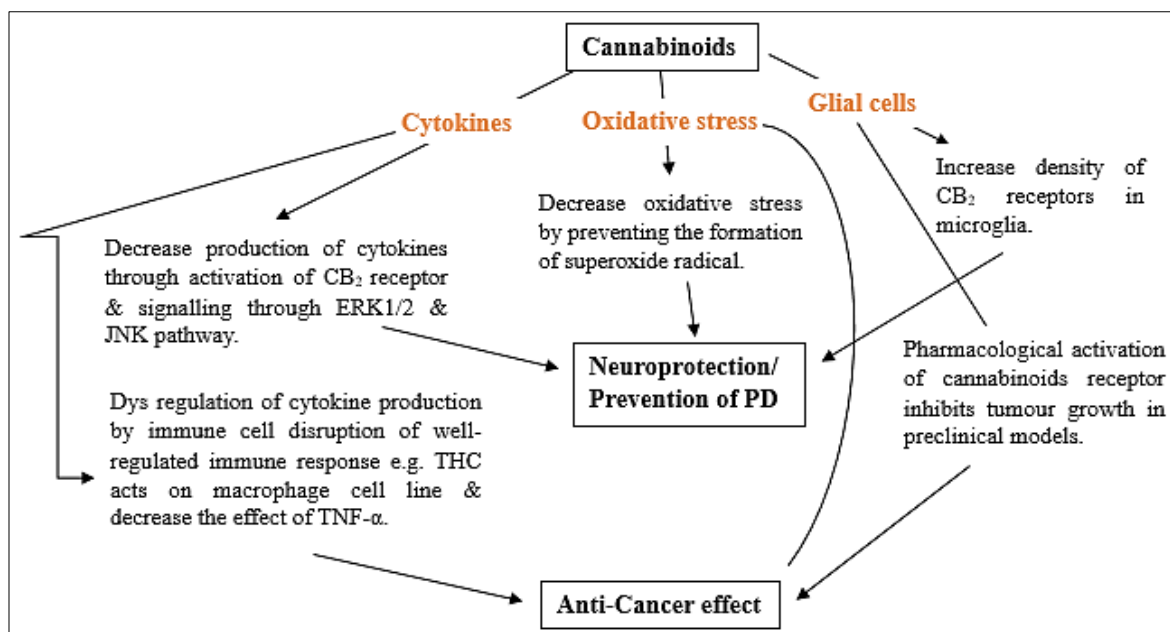 Cannabinoids
Cytokines
Oxidative stress
Glial cells
Increase density of
CB₂ receptors in
microglia.
Decrease oxidative stress
by preventing the formation
of superoxide radical.
Decrease production of cytokines
through activation of CB₂ receptor
& signalling through ERK1/2 &
JNK pathway.
Neuroprotection/
Prevention of PD
Pharmacological activation
of cannabinoids receptor
inhibits tumour growth in
preclinical models.
Dys regulation of cytokine production
by immune cell disruption of well-
regulated immune response e.g. THC
acts on macrophage cell line &
decrease the effect of TNF-α.
Anti-Cancer effect